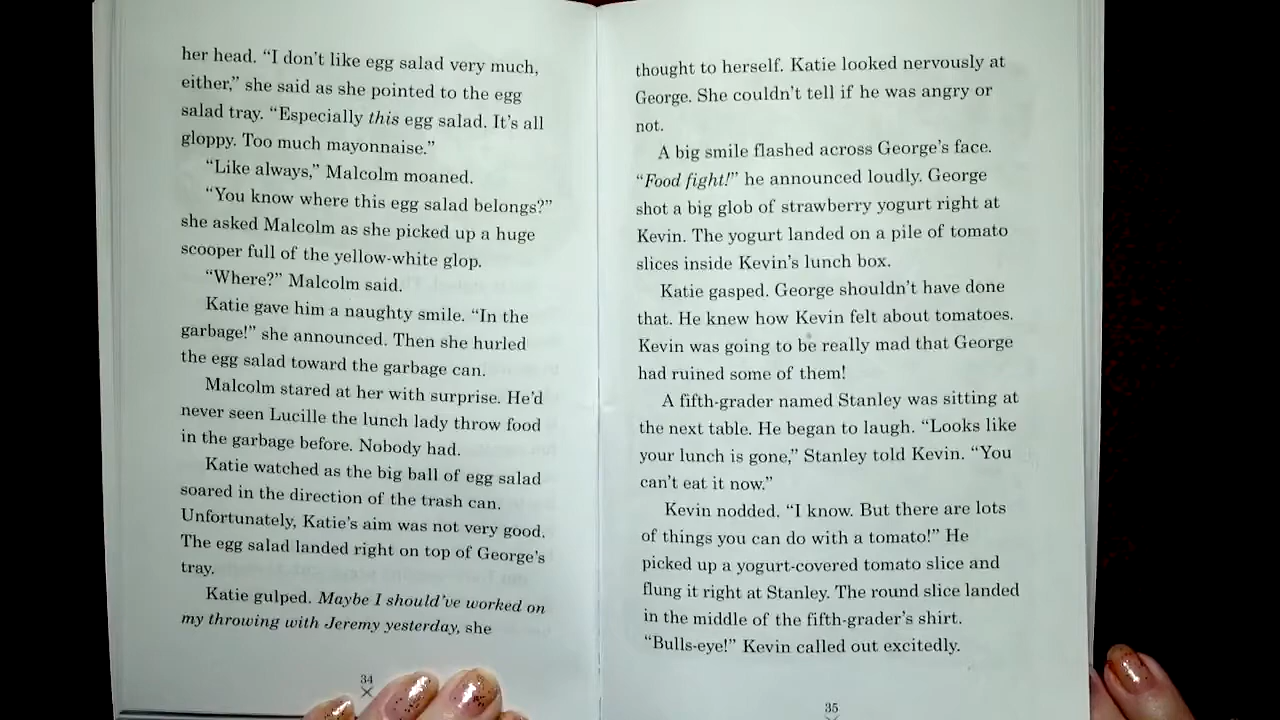 her head. “I don’t like egg salad very much,
either,” she said as she pointed to the egg
salad tray. “Especially this egg salad. It’s all
gloppy. Too much mayonnaise.”
“Like always,” Malcolm moaned.
“You know where this egg salad belongs?”
she asked Malcolm as she picked up a huge
scooper full of the yellow-white glop.
“Where?” Malcolm said.
Katie gave him a naughty smile. “In the
garbage!” she announced. Then she hurled
the egg salad toward the garbage can.
Malcolm stared at her with surprise. He’d
never seen Lucille the lunch lady throw food
in the garbage before. Nobody had.
Katie watched as the big ball of egg salad
soared in the direction of the trash can.
Unfortunately, Katie’s aim was not very good.
The egg salad landed right on top of George’s
tray.
Katie gulped. Maybe I should’ve worked on
my throwing with Jeremy yesterday, she
34
thought to herself. Katie looked nervously at
George. She couldn’t tell if he was angry or
not.
A big smile flashed across George’s face.
“Food fight!” he announced loudly. George
shot a big glob of strawberry yogurt right at
Kevin. The yogurt landed on a pile of tomato
slices inside Kevin’s lunch box.
Katie gasped. George shouldn’t have done
that. He knew how Kevin felt about tomatoes.
Kevin was going to be really mad that George
had ruined some of them!
A fifth-grader named Stanley was sitting at
the next table. He began to laugh. “Looks like
your lunch is gone,” Stanley told Kevin. “You
can’t eat it now.”
Kevin nodded. “I know. But there are lots
of things you can do with a tomato!” He
picked up a yogurt-covered tomato slice and
flung it right at Stanley. The round slice landed
in the middle of the fifth-grader’s shirt.
“Bulls-eye!” Kevin called out excitedly.
35